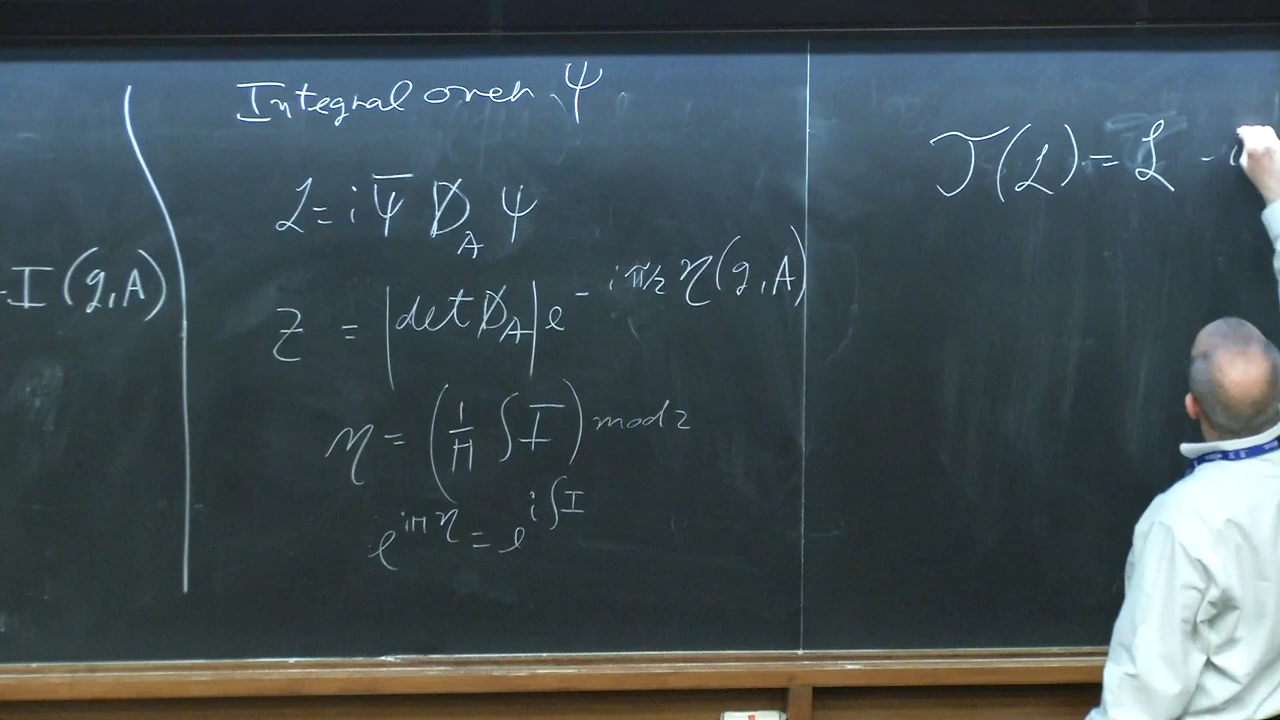 -I(g,A)
Integral over Ψ.
ℒ = i Ψ̄ D̸_A Ψ
Z = |det D̸_A| e^{-iπ/2 η(g,A)}
η = (1/π ∫ I) mod 2
e^{iπη} = e^{i∫I}
T(ℒ) = ℒ -